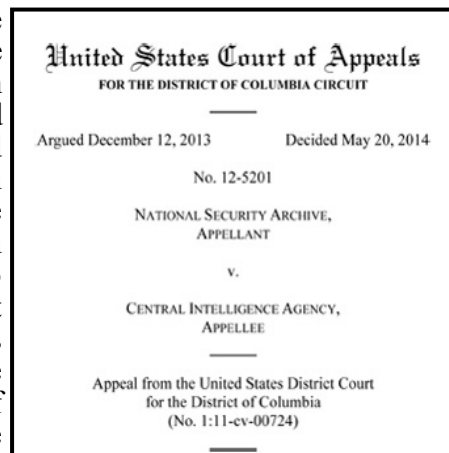 United States Court of Appeals
FOR THE DISTRICT OF COLUMBIA CIRCUIT
Argued December 12, 2013 Decided May 20, 2014
No. 12-5201
NATIONAL SECURITY ARCHIVE,
APPELLANT
v.
CENTRAL INTELLIGENCE AGENCY,
APPELLEE
Appeal from the United States District Court
for the District of Columbia
(No. 1:11-cv-00724)